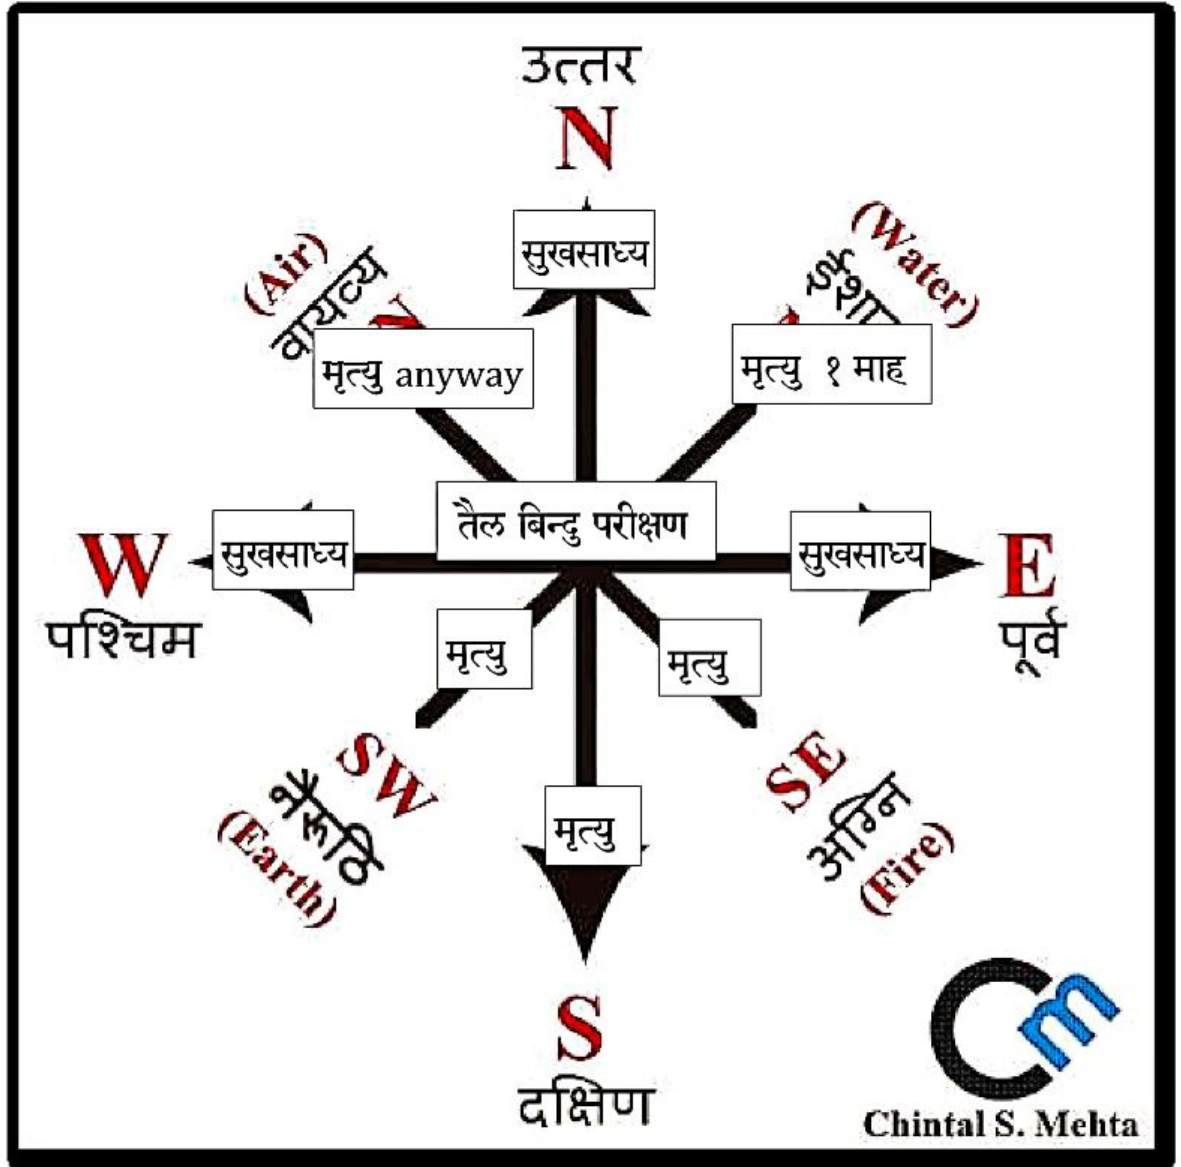 उत्तर
N
सुखसाध्य
(Air)
वायव्य
N
(Water)
मृत्यु anyway
मृत्यु १ माह
तैल बिन्दु परीक्षण
W
पश्चिम
सुखसाध्य
सुखसाध्य
E
पूर्व
मृत्यु
मृत्यु
SW
नैरूठि
(Earth)
SE
अग्नि
(Fire)
मृत्यु
S
दक्षिण
Cm
Chintal S. Mehta